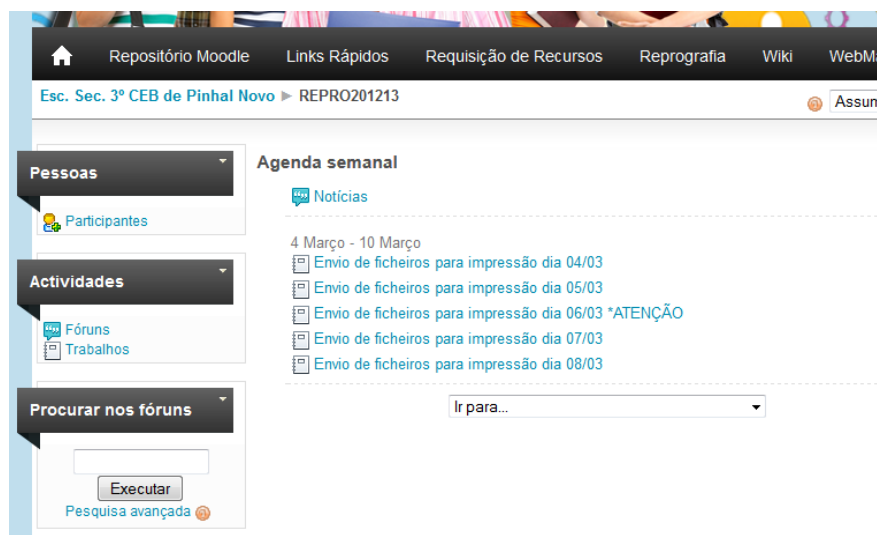 Repositório Moodle Links Rápidos Requisição de Recursos Reprografia Wiki
Esc. Sec. 3º CEB de Pinhal Novo ► REPRO201213
Pessoas
Participantes
Actividades
Fóruns
Trabalhos
Procurar nos fóruns
Executar
Pesquisa avançada
Agenda semanal
Notícias
4 Março - 10 Março
Envio de ficheiros para impressão dia 04/03
Envio de ficheiros para impressão dia 05/03
Envio de ficheiros para impressão dia 06/03 *ATENÇÃO
Envio de ficheiros para impressão dia 07/03
Envio de ficheiros para impressão dia 08/03
Ir para...